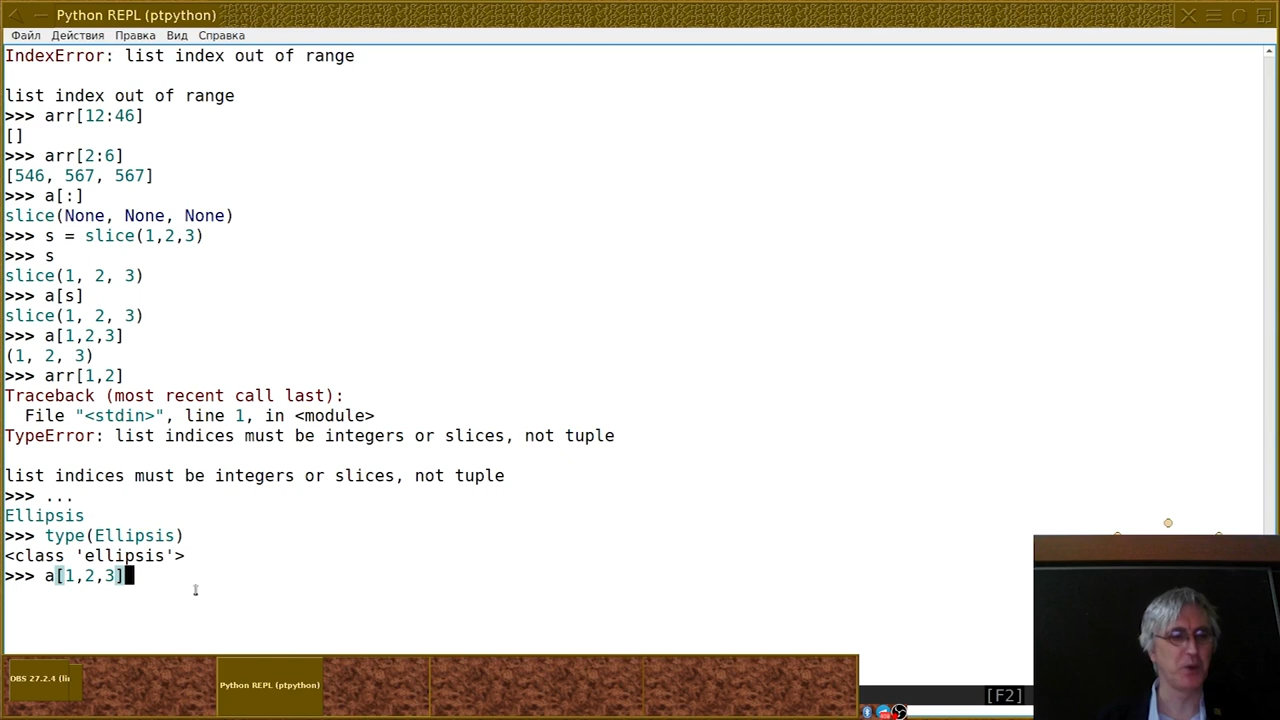 Python REPL (ptpython)
Файл Действия Правка Вид Справка
IndexError: list index out of range
list index out of range
>>> arr[12:46]
[]
>>> arr[2:6]
[546, 567, 567]
>>> a[:]
slice(None, None, None)
>>> s = slice(1,2,3)
>>> s
slice(1, 2, 3)
>>> a[s]
slice(1, 2, 3)
>>> a[1,2,3]
(1, 2, 3)
>>> arr[1,2]
Traceback (most recent call last):
  File "<stdin>", line 1, in <module>
TypeError: list indices must be integers or slices, not tuple
list indices must be integers or slices, not tuple
>>> ...
Ellipsis
>>> type(Ellipsis)
<class 'ellipsis'>
>>> a[1,2,3]
OBS 27.2.4 (lin
Python REPL (ptpython)
[F2]